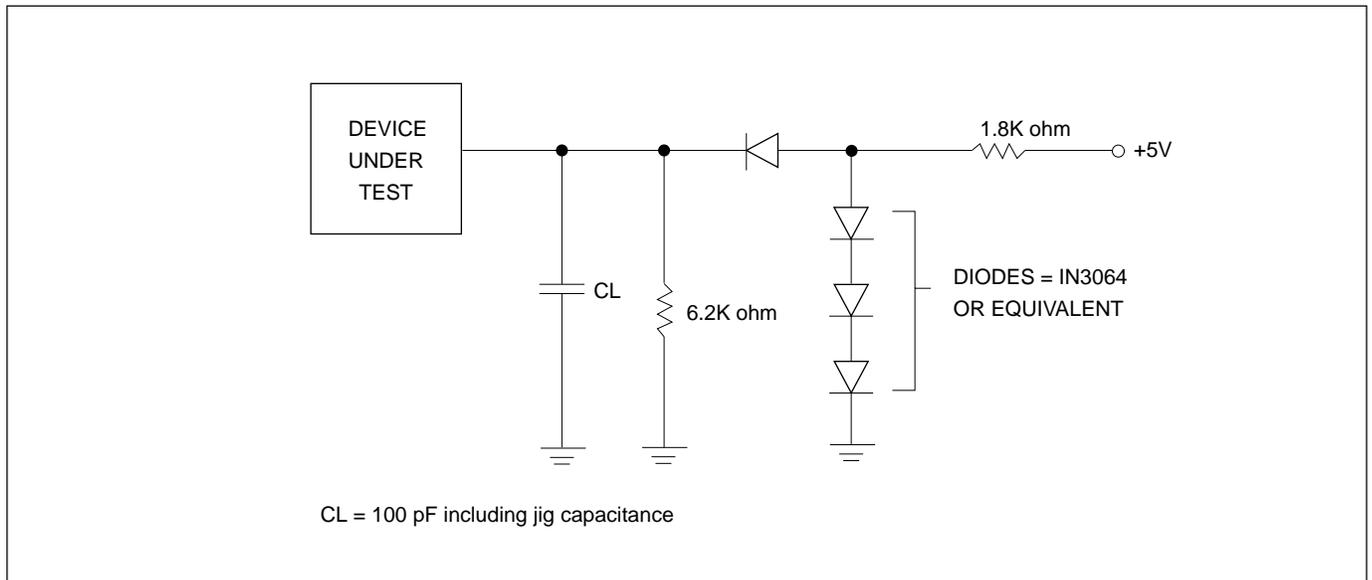 DEVICE
UNDER
TEST
1.8K ohm
+5V
CL
6.2K ohm
DIODES = IN3064
OR EQUIVALENT
CL = 100 pF including jig capacitance